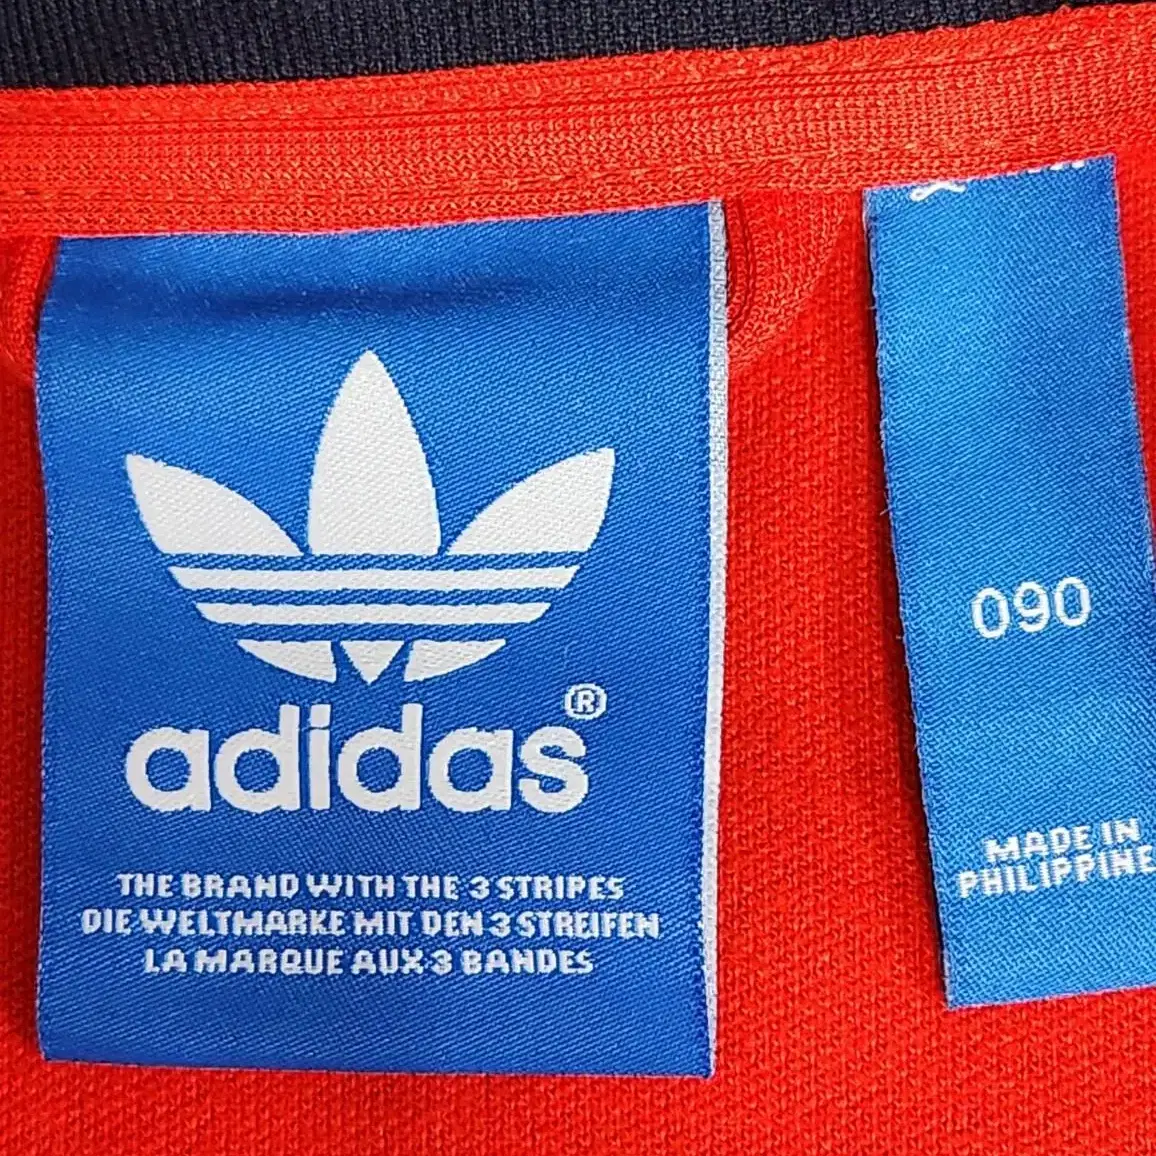 adidas®
THE BRAND WITH THE 3 STRIPES
DIE WELTMARKE MIT DEN 3 STREIFEN
LA MARQUE AUX 3 BANDES
090
MADE IN
PHILIPPINE